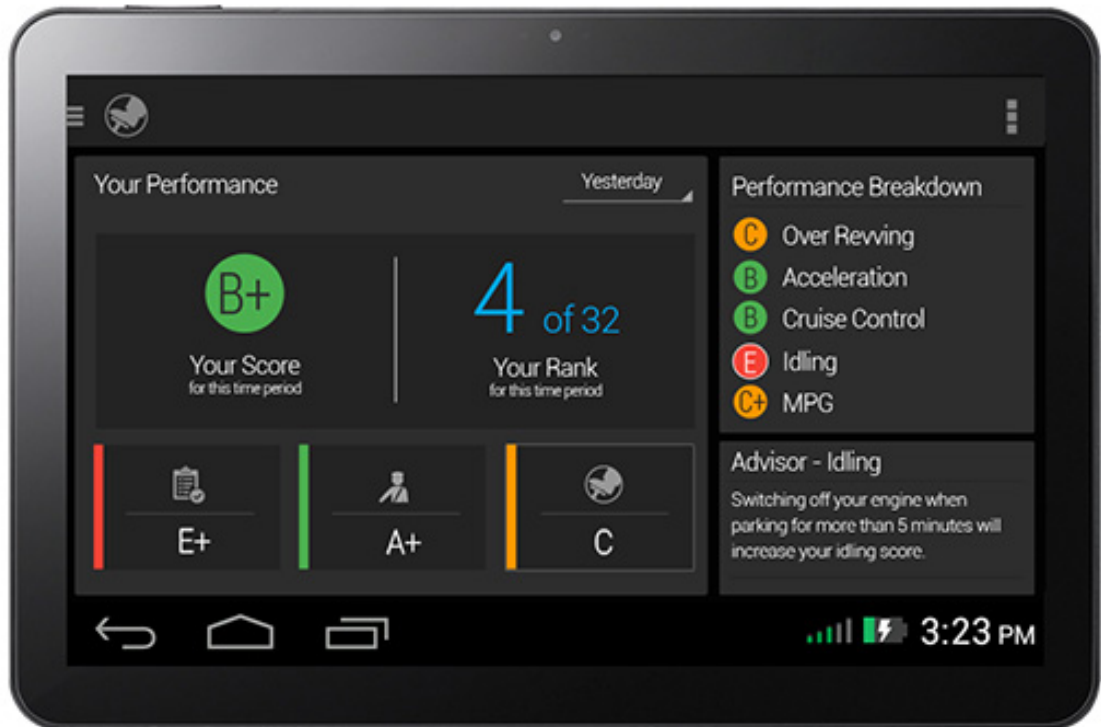 Your Performance
Yesterday
B+
Your Score
for this time period
4 of 32
Your Rank
for this time period
E+
A+
C
Performance Breakdown
C Over Revving
B Acceleration
B Cruise Control
E Idling
C+ MPG
Advisor - Idling
Switching off your engine when
parking for more than 5 minutes will
increase your idling score.
3:23 PM